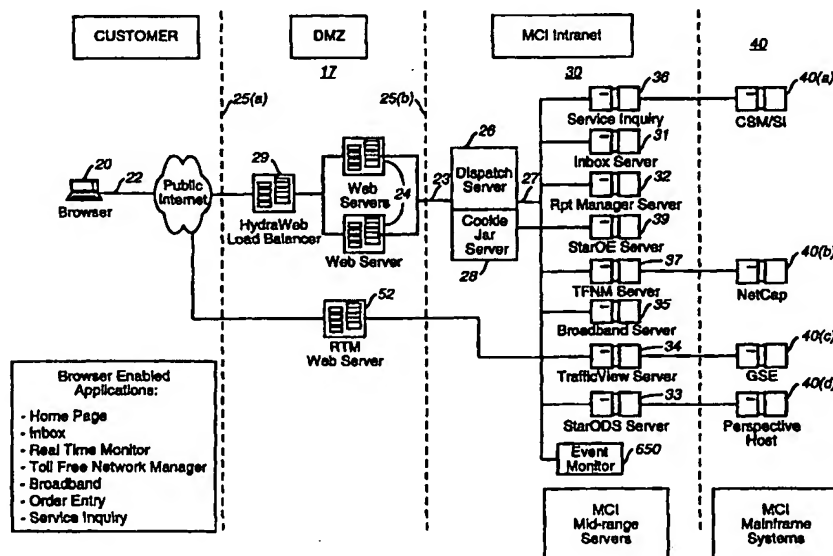 CUSTOMER
DMZ
17
MCI Intranet
30
40
25(a)
25(b)
20
22
Browser
Public
Internet
29
HydraWeb
Load Balancer
Web
Servers
24
Web Server
23
26
Dispatch
Server
27
Cookie
Jar
Server
28
52
RTM
Web Server
36
Service Inquiry
31
Inbox Server
32
Rpt Manager Server
39
StarOE Server
37
TFNM Server
35
Broadband Server
34
TrafficView Server
33
StarODS Server
Event
Monitor
650
40(a)
CSM/SI
40(b)
NetCap
40(c)
GSE
40(d)
Perspective
Host
Browser Enabled
Applications:
- Home Page
- Inbox
- Real Time Monitor
- Toll Free Network Manager
- Broadband
- Order Entry
- Service Inquiry
MCI
Mid-range
Servers
MCI
Mainframe
Systems